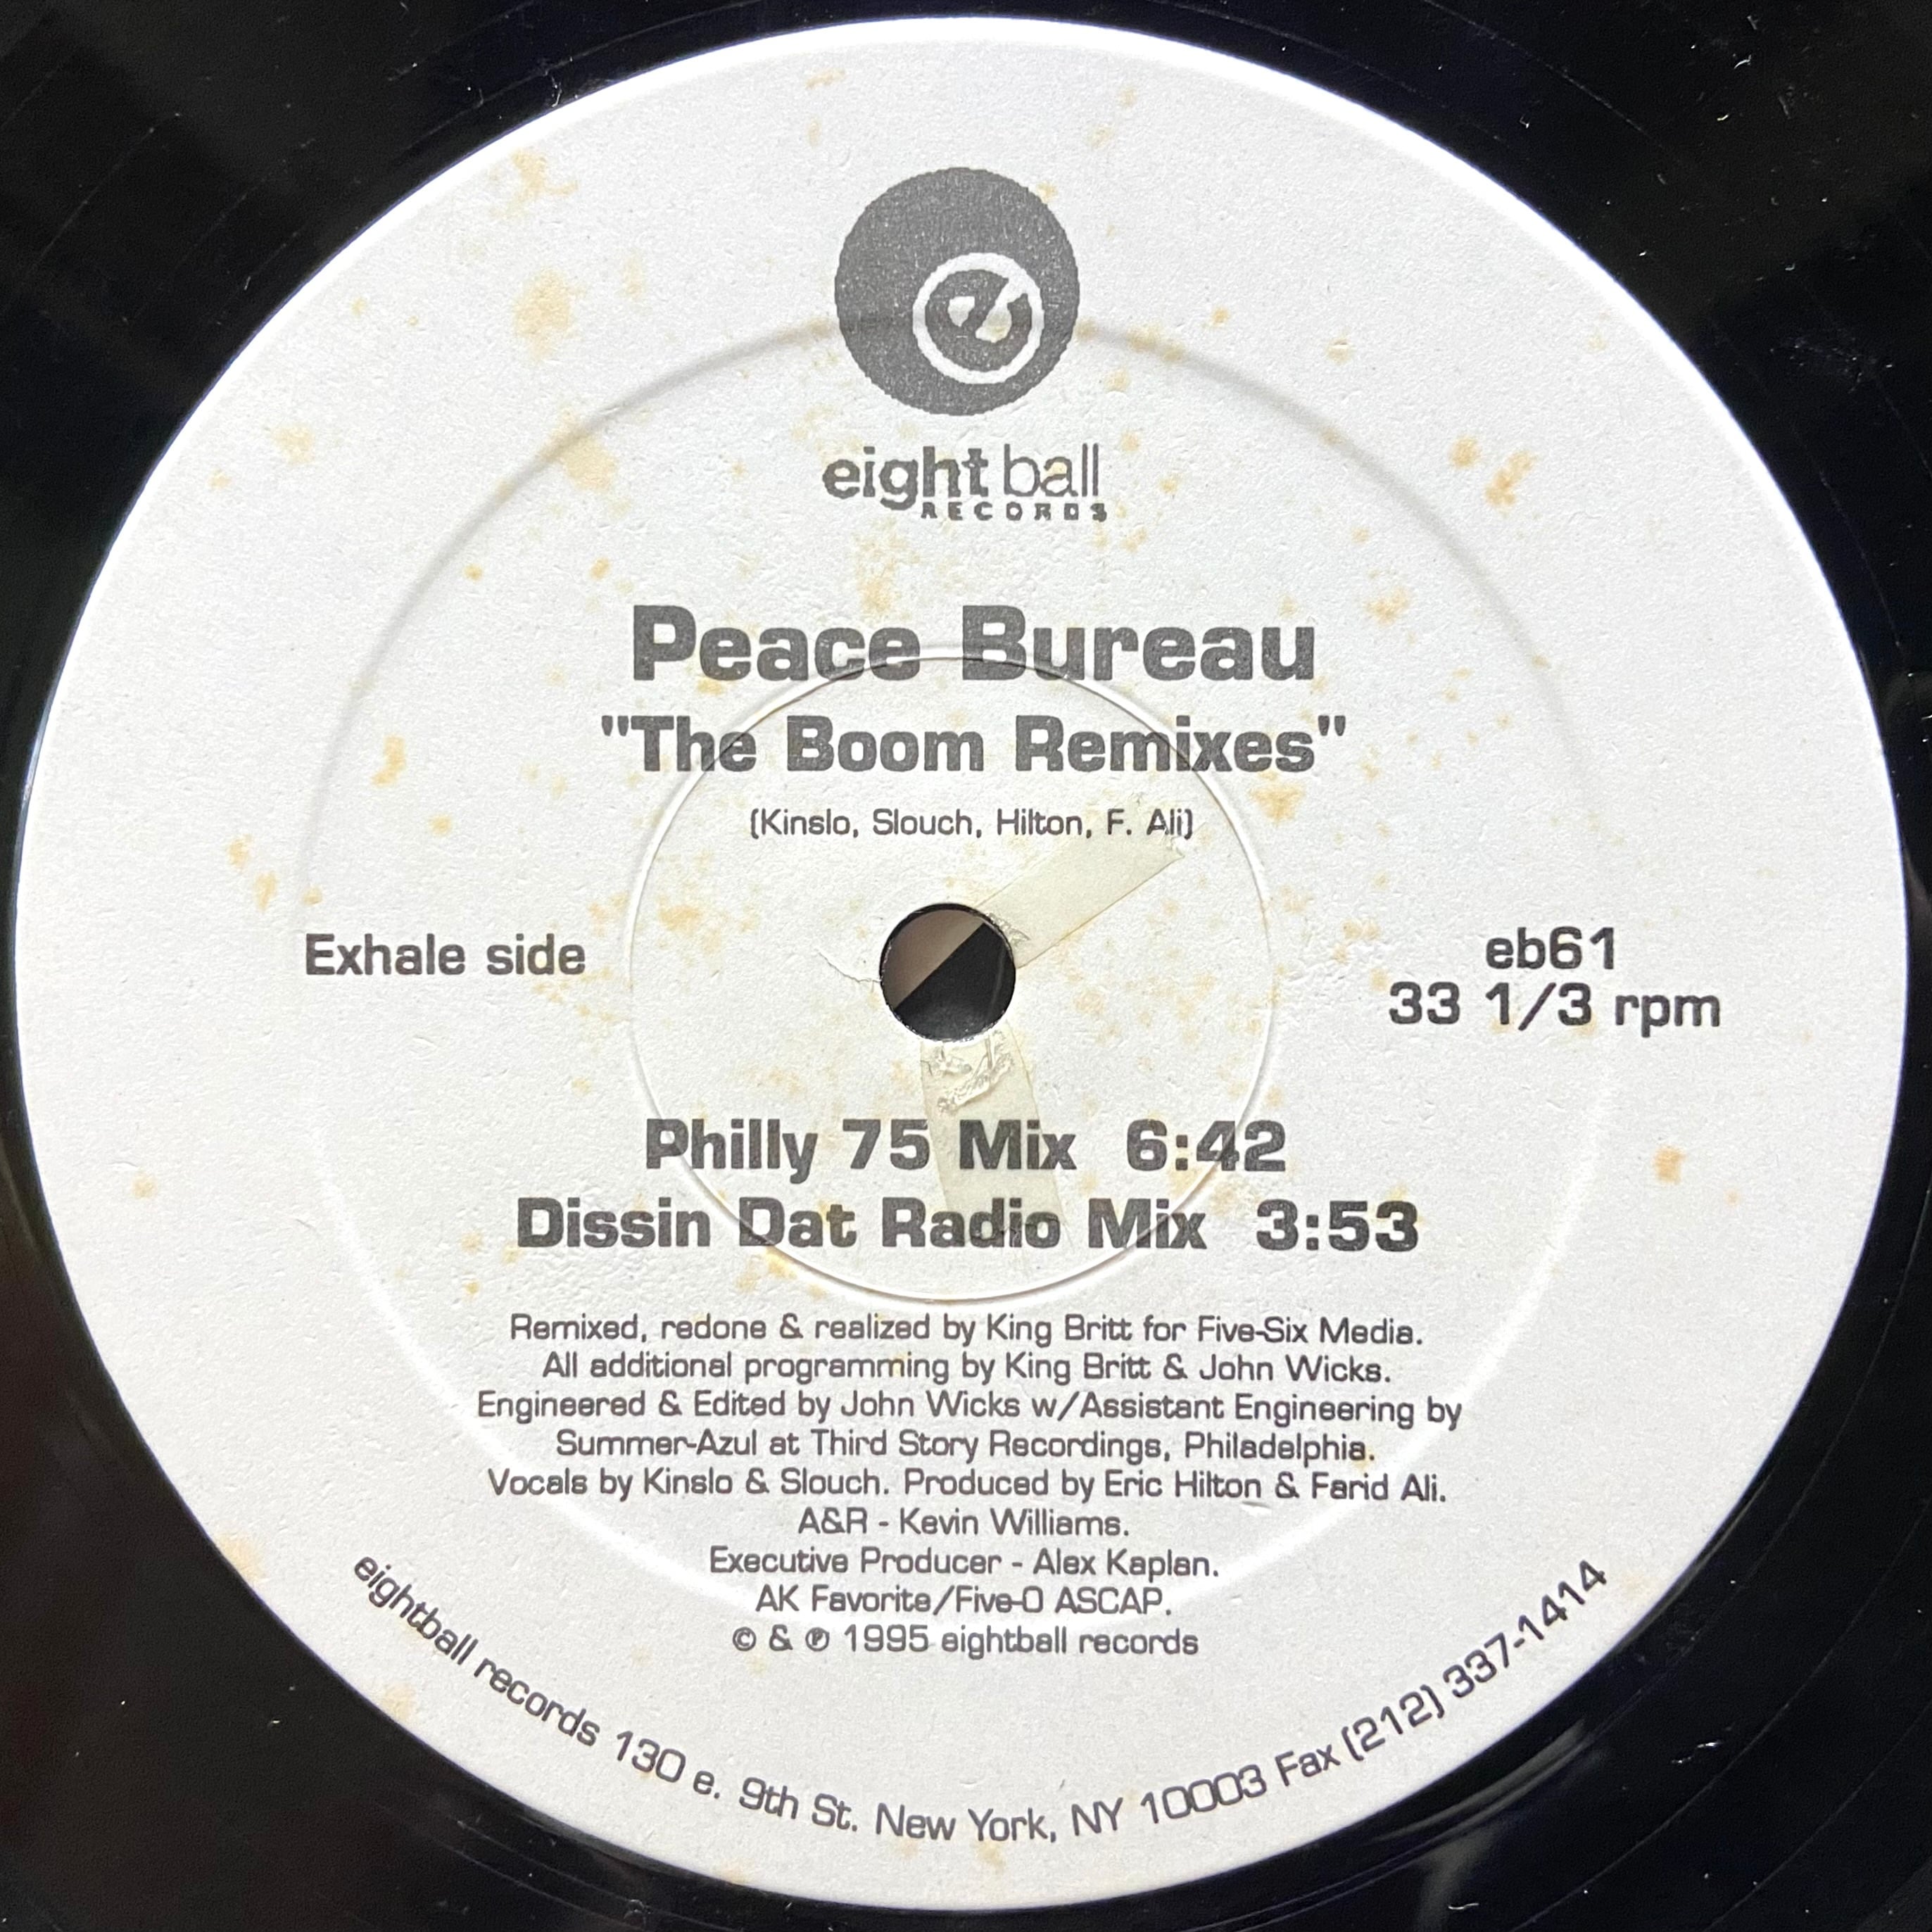 e
eight ball
RECORDS
Peace Bureau
"The Boom Remixes"
(Kinslo, Slouch, Hilton, F. Ali)
Exhale side
eb61
33 1/3 rpm
Philly 75 Mix 6:42
Dissin Dat Radio Mix 3:53
Remixed, redone & realized by King Britt for Five-Six Media.
All additional programming by King Britt & John Wicks.
Engineered & Edited by John Wicks w/Assistant Engineering by
Summer-Azul at Third Story Recordings, Philadelphia.
Vocals by Kinslo & Slouch. Produced by Eric Hilton & Farid Ali.
A&R - Kevin Williams.
Executive Producer - Alex Kaplan.
AK Favorite/Five-O ASCAP.
© & ℗ 1995 eightball records
eightball records 130 e. 9th St. New York, NY 10003 Fax (212) 337-1414